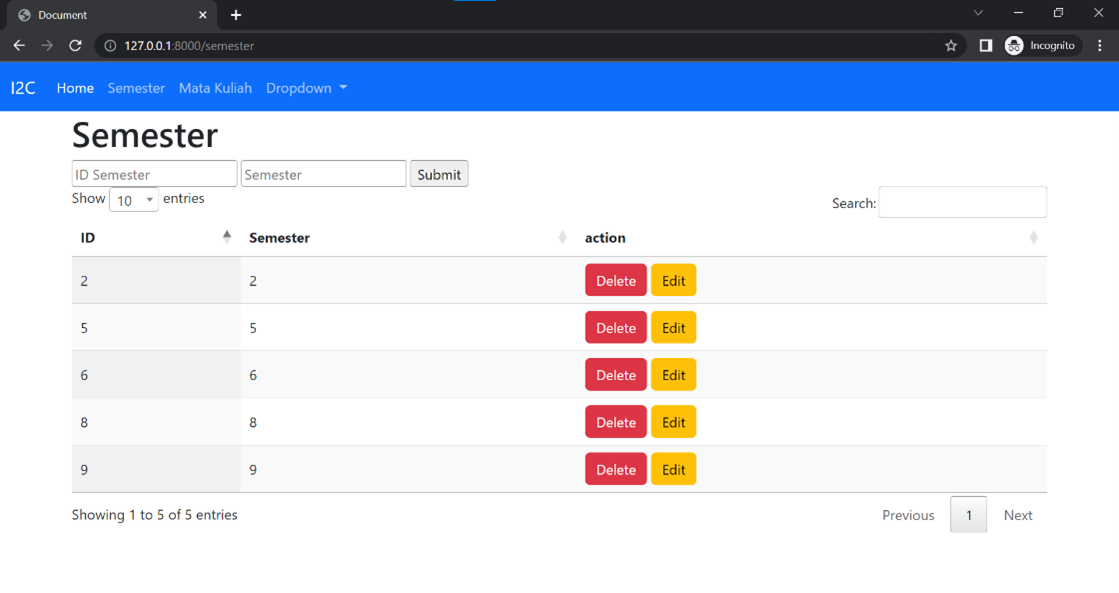 Document
127.0.0.1:8000/semester
Incognito
I2C Home Semester Mata Kuliah Dropdown
Semester
ID Semester Semester Submit
Show 10 entries
Search:
ID Semester action
2 2 Delete Edit
5 5 Delete Edit
6 6 Delete Edit
8 8 Delete Edit
9 9 Delete Edit
Showing 1 to 5 of 5 entries
Previous 1 Next